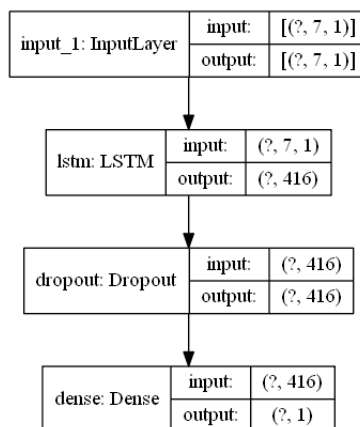 input_1: InputLayer
input: [(?, 7, 1)]
output: [(?, 7, 1)]
lstm: LSTM
input: (?, 7, 1)
output: (?, 416)
dropout: Dropout
input: (?, 416)
output: (?, 416)
dense: Dense
input: (?, 416)
output: (?, 1)